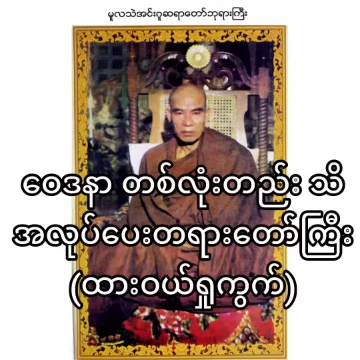 မူလသဲအင်းဂူဆရာတော်ဘုရားကြီး
ဝေဒနာ တစ်လုံးတည်း သိ
အလုပ်ပေးတရားတော်ကြီး
(ထားဝယ်ရှုကွက်)